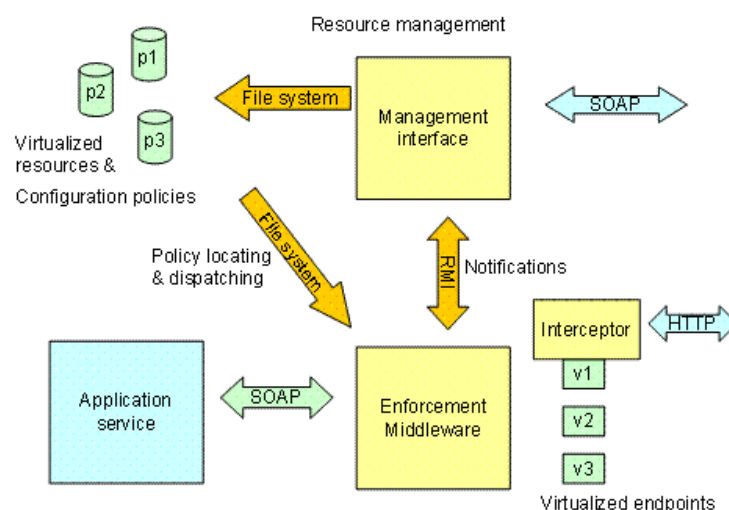 Resource management
p1
p2
p3
File system
Management
interface
SOAP
Virtualized
resources &
Configuration policies
File system
Policy locating
& dispatching
RMI
Notifications
Interceptor
HTTP
v1
v2
v3
Virtualized endpoints
Application
service
SOAP
Enforcement
Middleware